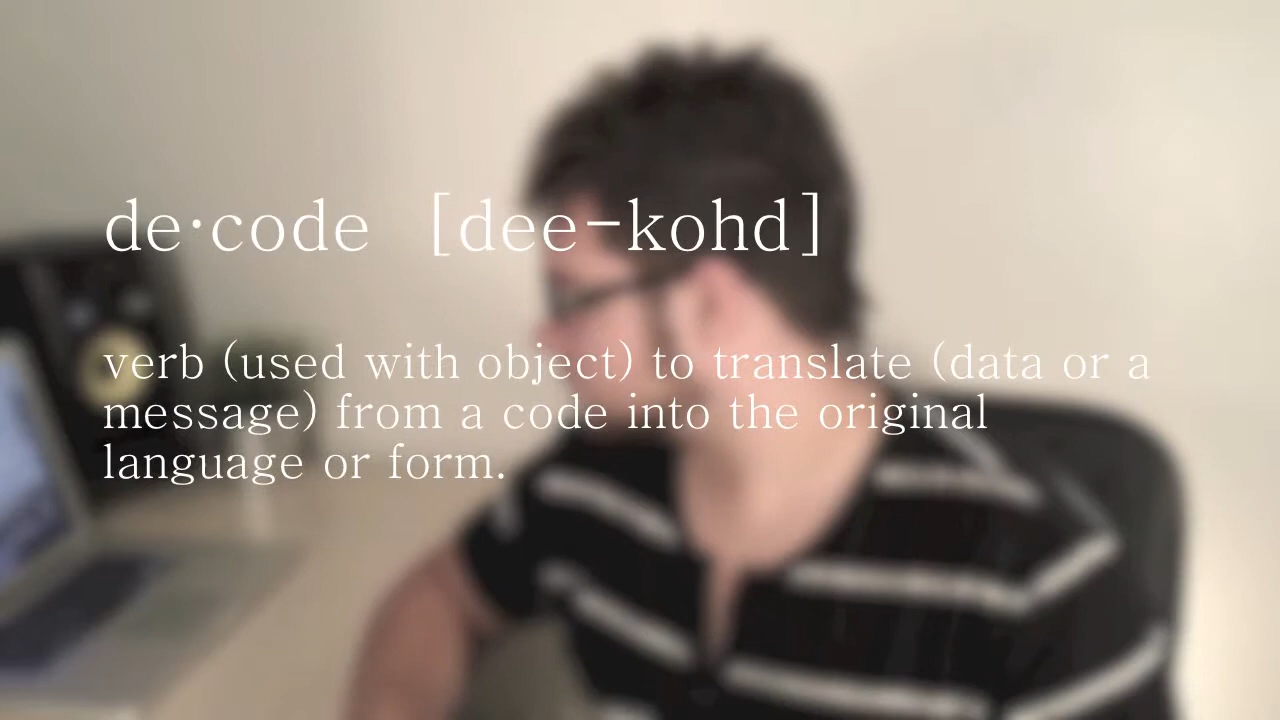 de·code [dee-kohd]
verb (used with object) to translate (data or a
message) from a code into the original
language or form.